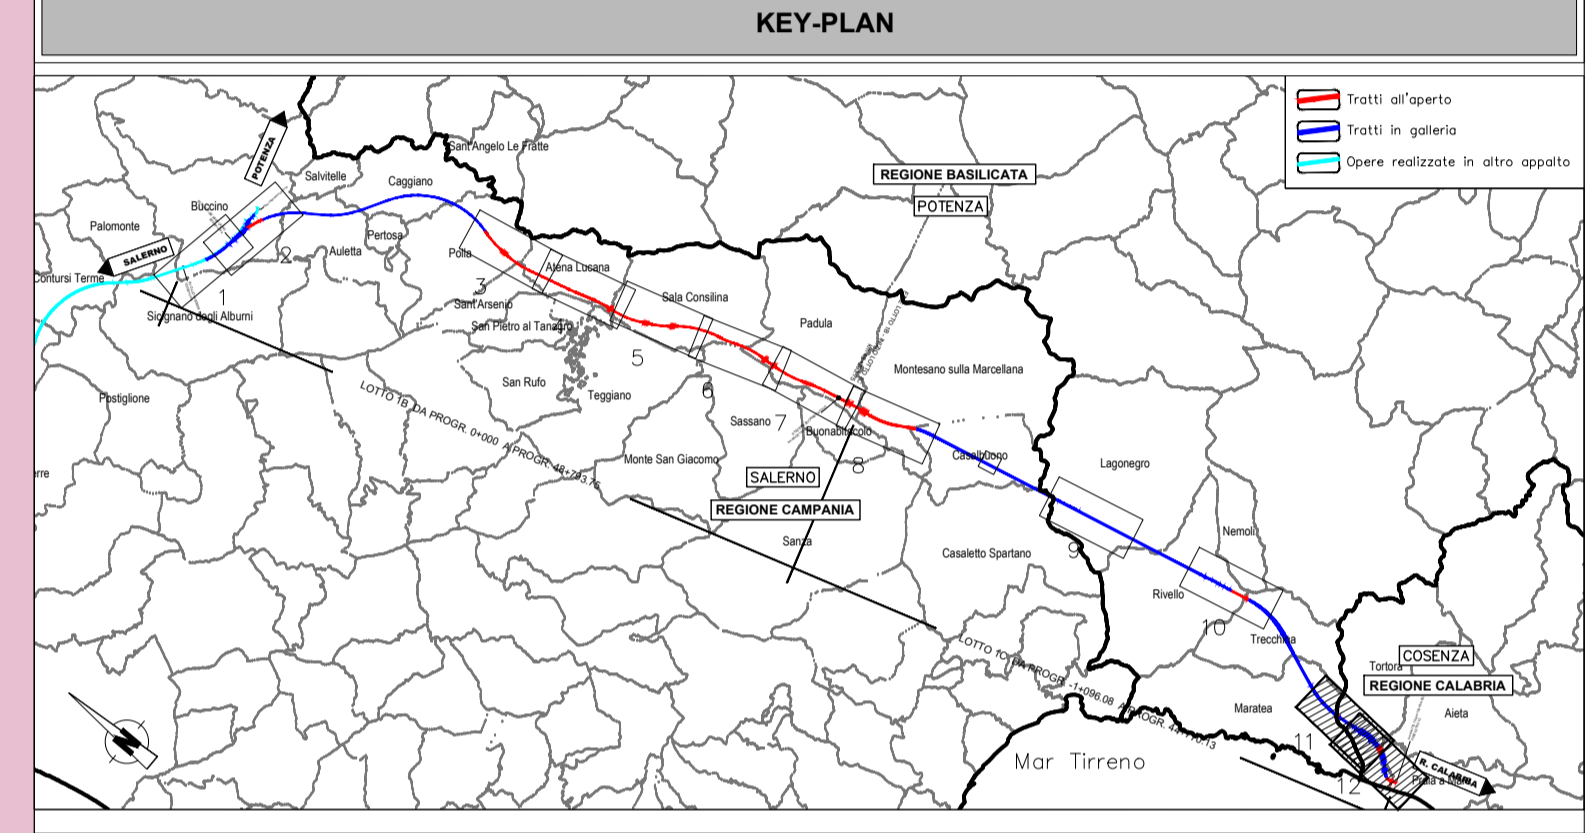 KEY-PLAN
Tratti all'aperto
Tratti in galleria
Opere realizzate in altro appalto
POTENZA
Sant'Angelo Le Fratte
Salvitelle
Caggiano
REGIONE BASILICATA
POTENZA
Buccino
Palomonte
Pertosa
Auletta
SALERNO
Polla
2
Atena Lucana
Contursi Terme
3
1
Sant'Arsenio
Sala Consilina
Sicignano degli Alburni
San Pietro al Tanagro
4
Padula
5
Montesano sulla Marcellana
San Rufo
Teggiano
6
Postiglione
LOTTO 1B DA PROGR. 0+000 A PROGR. 48+793.75
Sassano
7
Buonabitacolo
Monte San Giacomo
8
Casalbuono
Lagonegro
erre
SALERNO
REGIONE CAMPANIA
Sanza
Casaletto Spartano
9
Nemoli
Rivello
10
Trecchina
LOTTO 1C DA PROGR. -1+096.08 A PROGR.
COSENZA
Tortora
REGIONE CALABRIA
Maratea
Aieta
11
Mar Tirreno
N
R. CALABRIA
Praia a Mare
12